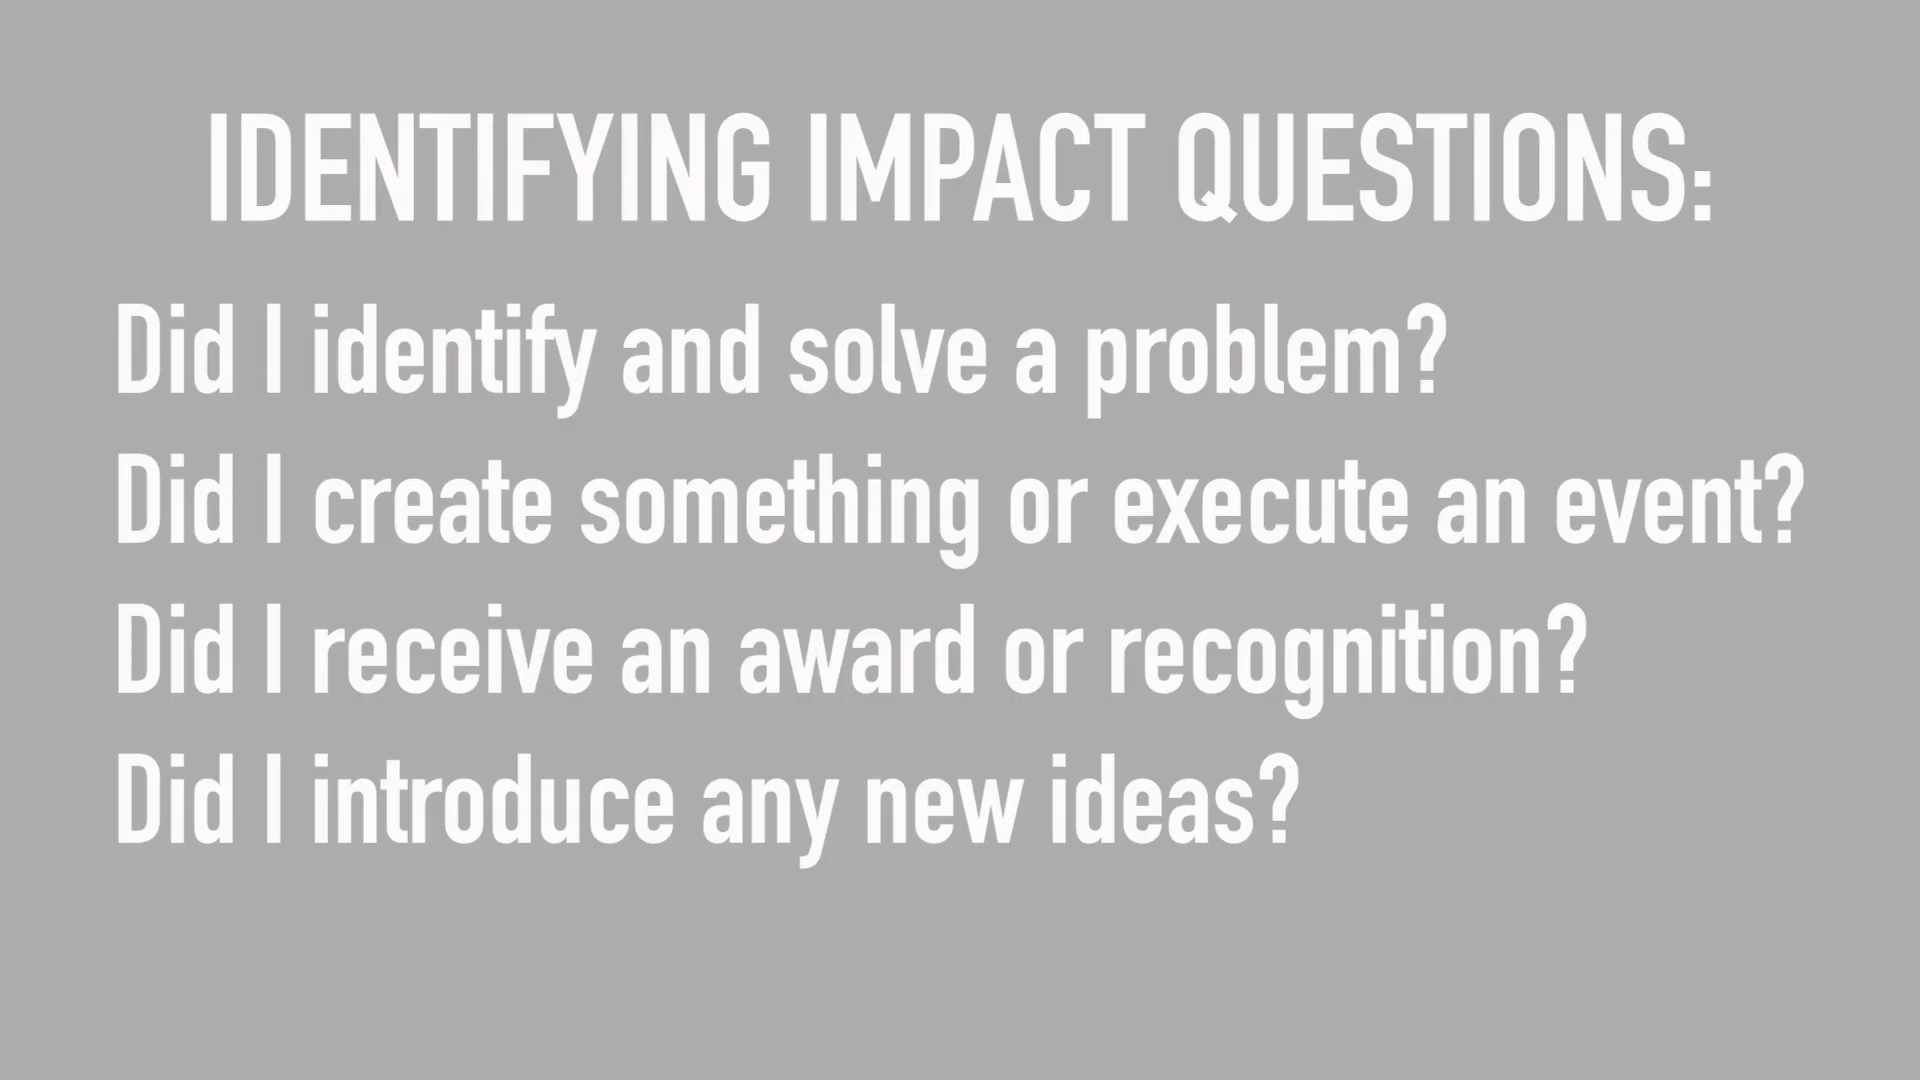 IDENTIFYING IMPACT QUESTIONS:
Did I identify and solve a problem?
Did I create something or execute an event?
Did I receive an award or recognition?
Did I introduce any new ideas?